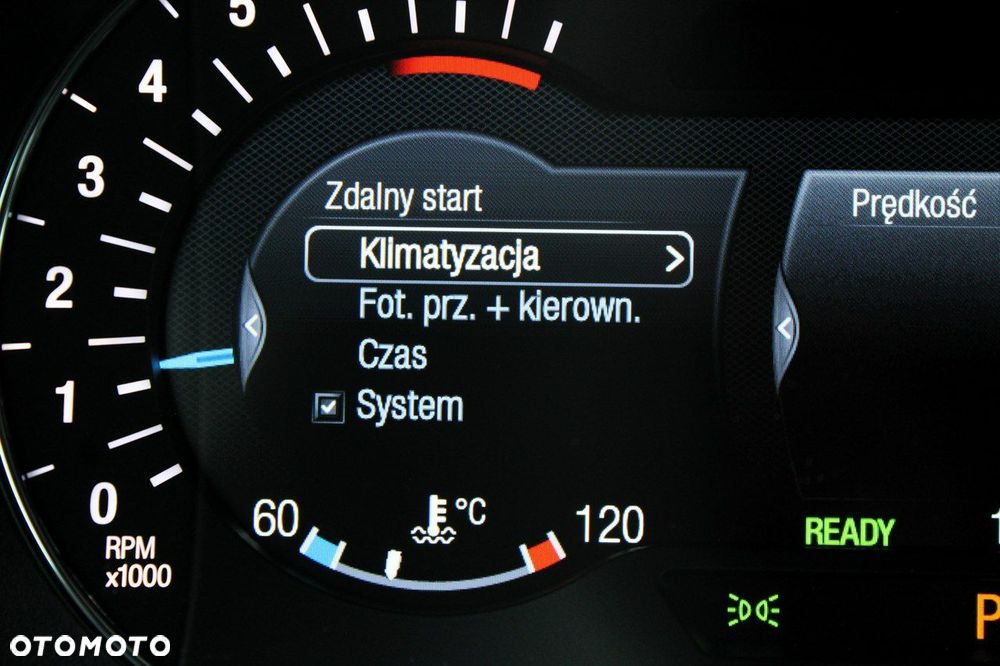 5
4
3
2
1
0
RPM
x1000
Zdalny start
Klimatyzacja
Fot. prz. + kierown.
Czas
System
60
°C
120
Prędkość
READY
1
P
OTOMOTO